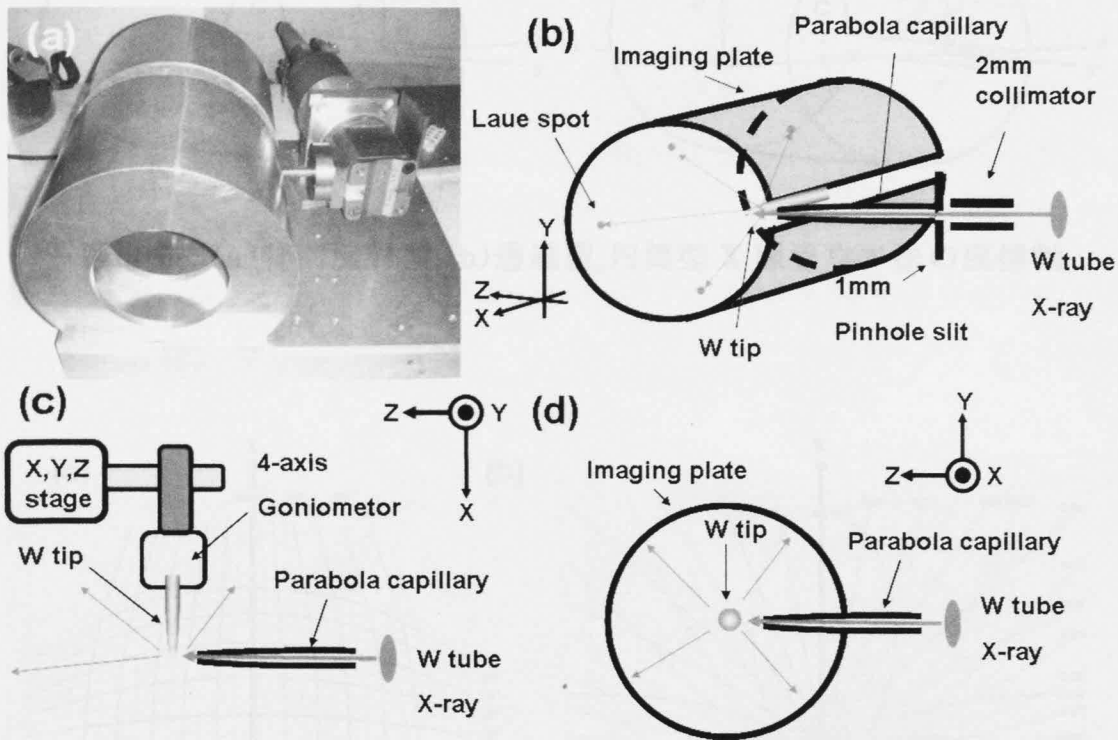 (a)
(b)
Parabola capillary
Imaging plate
2mm
collimator
Laue spot
Y
Z
X
1mm
W tip
Pinhole slit
W tube
X-ray
(c)
Z
Y
X
X,Y,Z
stage
4-axis
Goniometor
W tip
Parabola capillary
W tube
X-ray
(d)
Y
Z
X
Imaging plate
W tip
Parabola capillary
W tube
X-ray